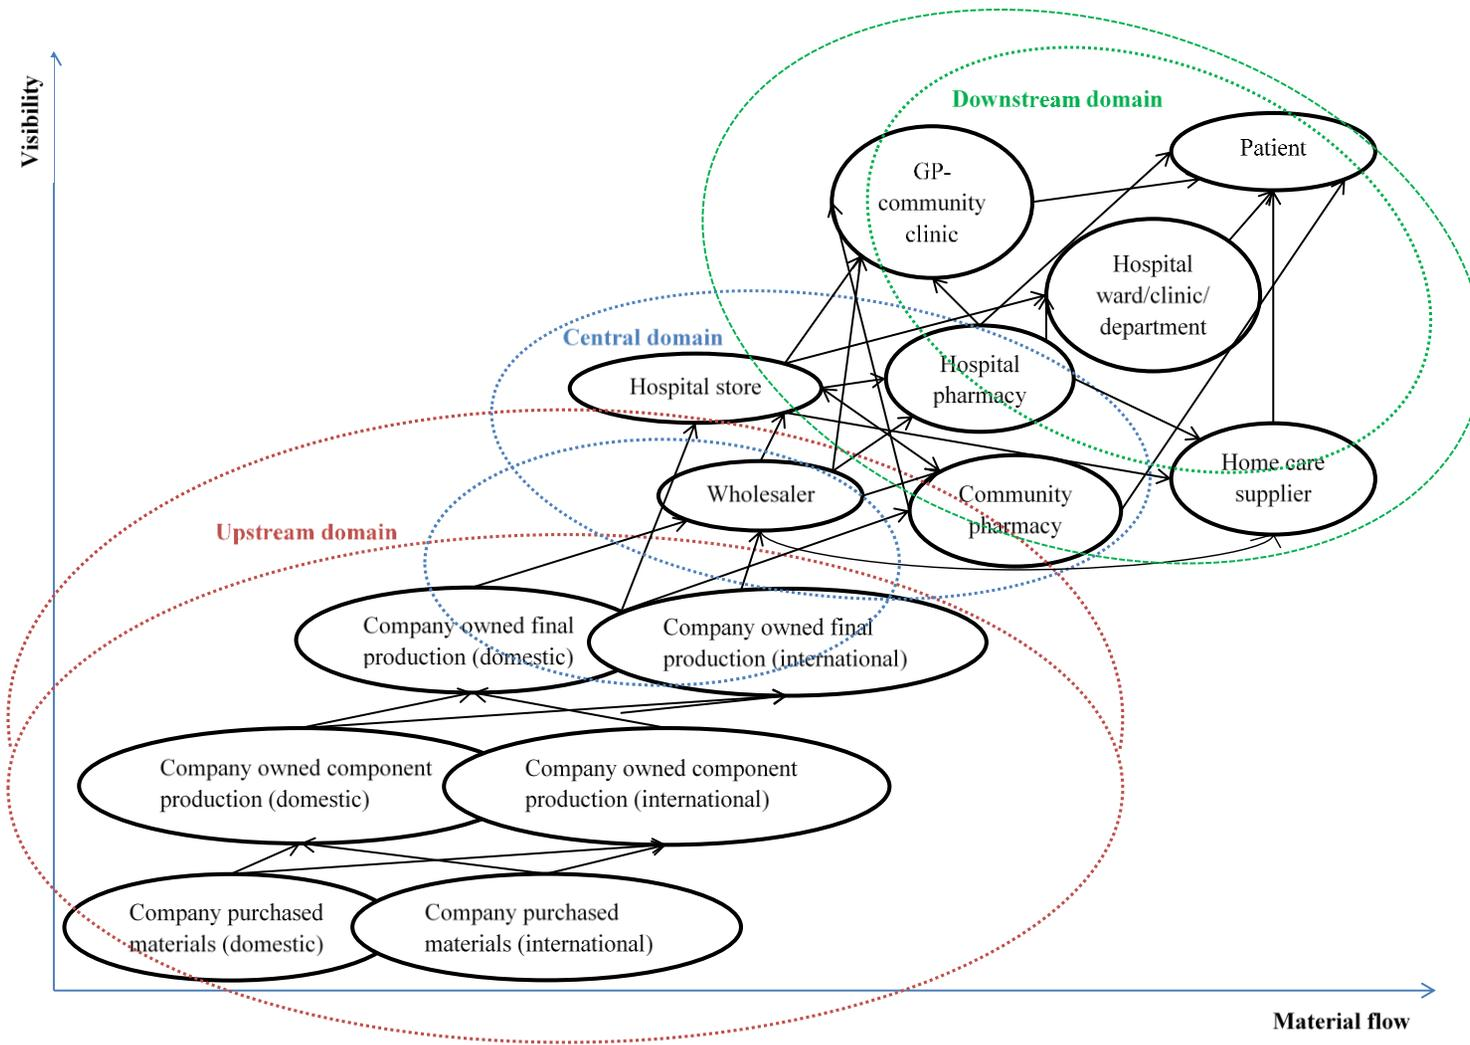 Visibility
Downstream domain
Patient
GP-
community
clinic
Hospital
ward/clinic/
department
Central domain
Hospital store
Hospital
pharmacy
Home care
supplier
Wholesaler
Community
pharmacy
Upstream domain
Company owned final
production (domestic)
Company owned final
production (international)
Company owned component
production (domestic)
Company owned component
production (international)
Company purchased
materials (domestic)
Company purchased
materials (international)
Material flow